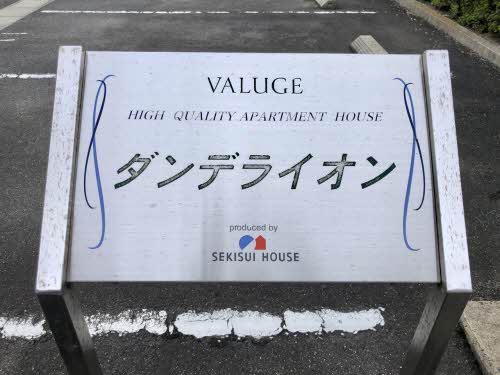 VALUGE
HIGH QUALITY APARTMENT HOUSE
ダンデライオン
produced by
SEKISUI HOUSE